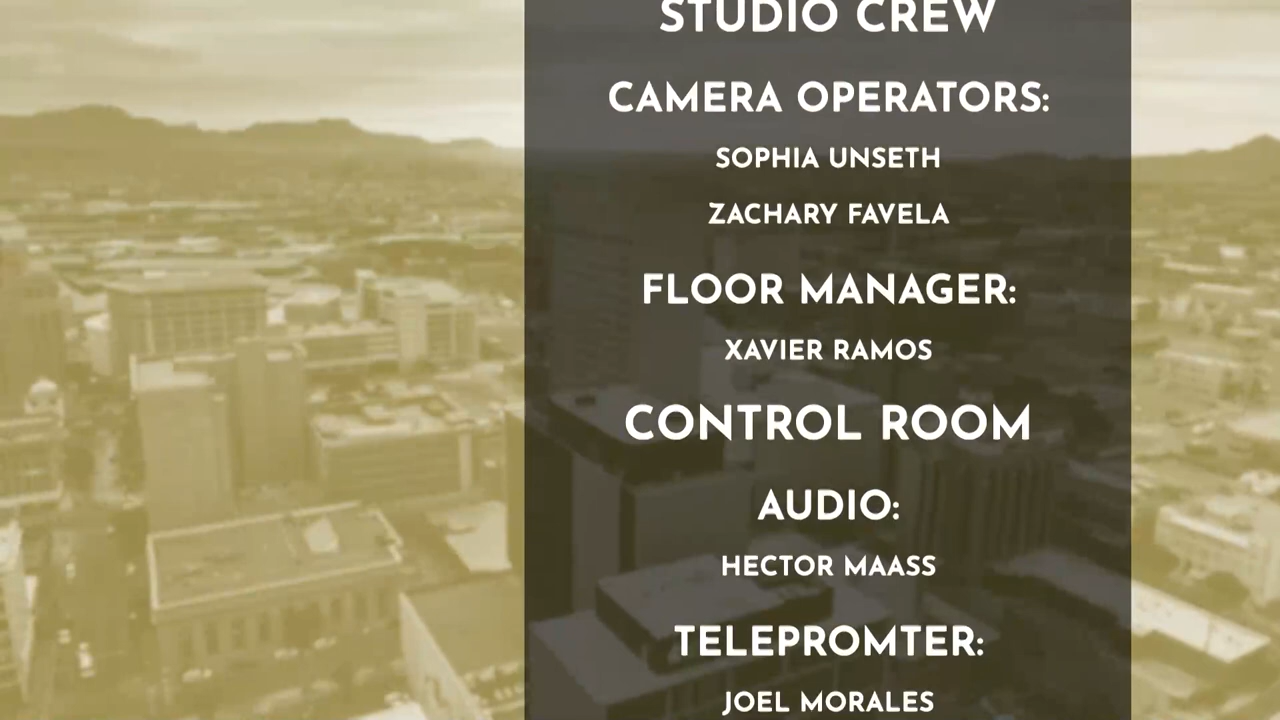 STUDIO CREW
CAMERA OPERATORS:
SOPHIA UNSETH
ZACHARY FAVELA
FLOOR MANAGER:
XAVIER RAMOS
CONTROL ROOM
AUDIO:
HECTOR MAASS
TELEPROMTER:
JOEL MORALES